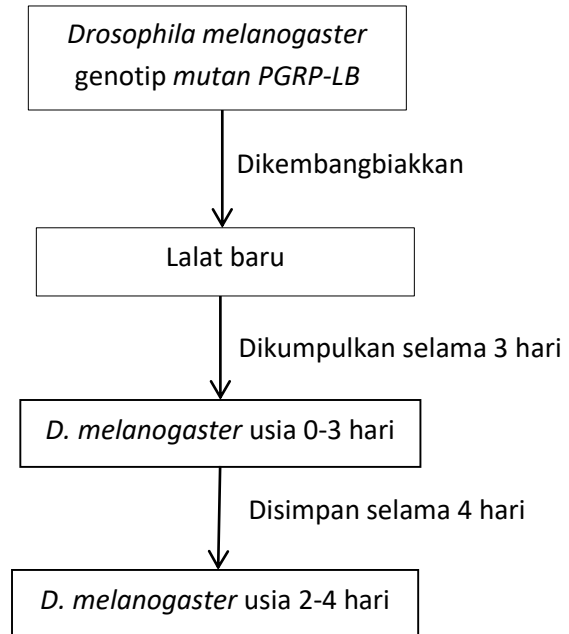 Drosophila melanogaster
genotip mutan PGRP-LB
Dikembangbiakkan
Lalat baru
Dikumpulkan selama 3 hari
D. melanogaster usia 0-3 hari
Disimpan selama 4 hari
D. melanogaster usia 2-4 hari